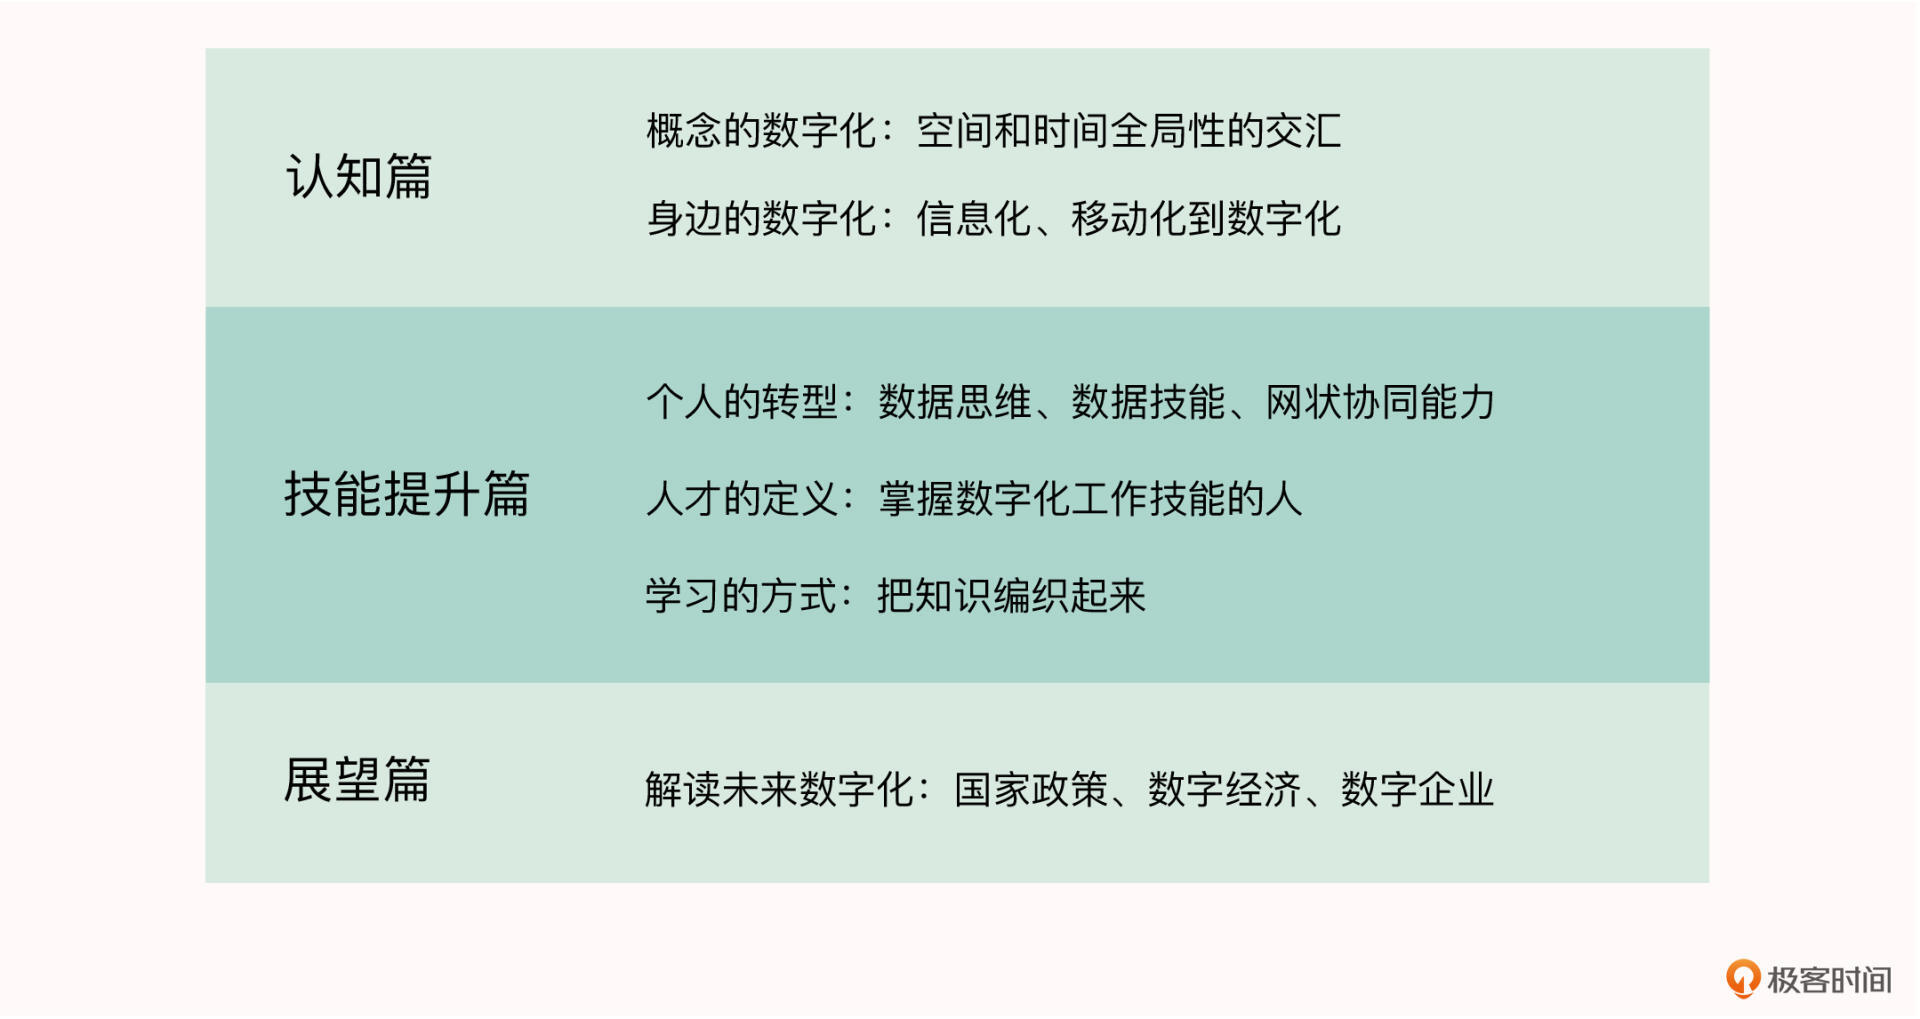 认知篇
概念的数字化：空间和时间全局性的交汇
身边的数字化：信息化、移动化到数字化
技能提升篇
个人的转型：数据思维、数据技能、网状协同能力
人才的定义：掌握数字化工作技能的人
学习的方式：把知识编织起来
展望篇
解读未来数字化：国家政策、数字经济、数字企业
极客时间